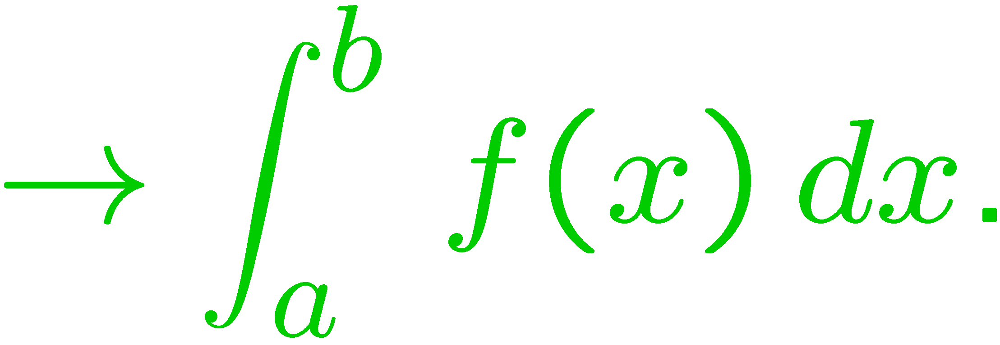 → ∫_a^b f(x) dx.